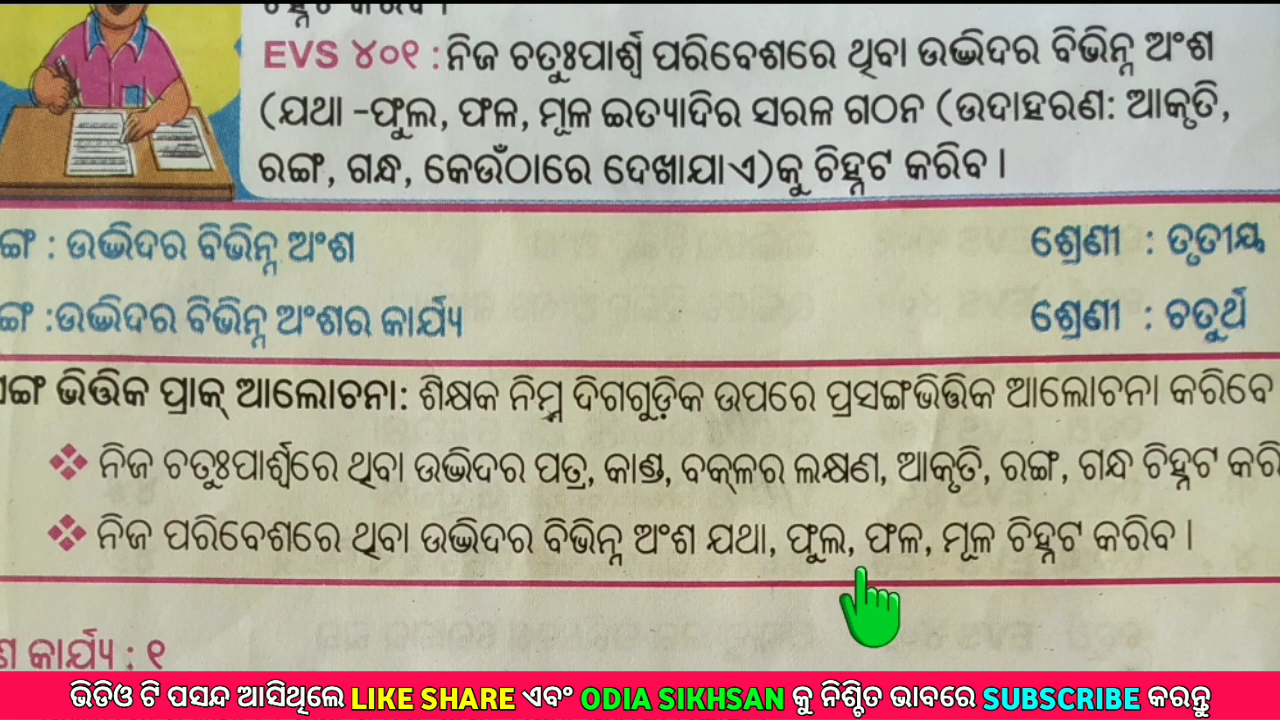 EVS ୪୦୧ : ନିଜ ଚତୁଃପାର୍ଶ୍ୱ ପରିବେଶରେ ଥିବା ଉଦ୍ଭିଦର ବିଭିନ୍ନ ଅଂଶ
(ଯଥା -ଫୁଲ, ଫଳ, ମୂଳ ଇତ୍ୟାଦିର ସରଳ ଗଠନ (ଉଦାହରଣ: ଆକୃତି,
ରଙ୍ଗ, ଗନ୍ଧ, କେଉଁଠାରେ ଦେଖାଯାଏ)କୁ ଚିହ୍ନଟ କରିବ ।
ଙ୍ଗ : ଉଦ୍ଭିଦର ବିଭିନ୍ନ ଅଂଶ ଶ୍ରେଣୀ : ତୃତୀୟ
ଙ୍ଗ :ଉଦ୍ଭିଦର ବିଭିନ୍ନ ଅଂଶର କାର୍ଯ୍ୟ ଶ୍ରେଣୀ : ଚତୁର୍ଥ
ସଙ୍ଗ ଭିତ୍ତିକ ପ୍ରାକ୍ ଆଲୋଚନା: ଶିକ୍ଷକ ନିମ୍ନ ଦିଗଗୁଡ଼ିକ ଉପରେ ପ୍ରସଙ୍ଗଭିତ୍ତିକ ଆଲୋଚନା କରିବେ
❖ ନିଜ ଚତୁଃପାର୍ଶ୍ୱରେ ଥିବା ଉଦ୍ଭିଦର ପତ୍ର, କାଣ୍ଡ, ବକ୍ଳର ଲକ୍ଷଣ, ଆକୃତି, ରଙ୍ଗ, ଗନ୍ଧ ଚିହ୍ନଟ କରି
❖ ନିଜ ପରିବେଶରେ ଥିବା ଉଦ୍ଭିଦର ବିଭିନ୍ନ ଅଂଶ ଯଥା, ଫୁଲ, ଫଳ, ମୂଳ ଚିହ୍ନଟ କରିବ ।
ଣ କାର୍ଯ୍ୟ : ୧
ଭିଡିଓ ଟି ପସନ୍ଦ ଆସିଥିଲେ LIKE SHARE ଏବଂ ODIA SIKHSAN କୁ ନିଶ୍ଚିତ ଭାବରେ SUBSCRIBE କରନ୍ତୁ